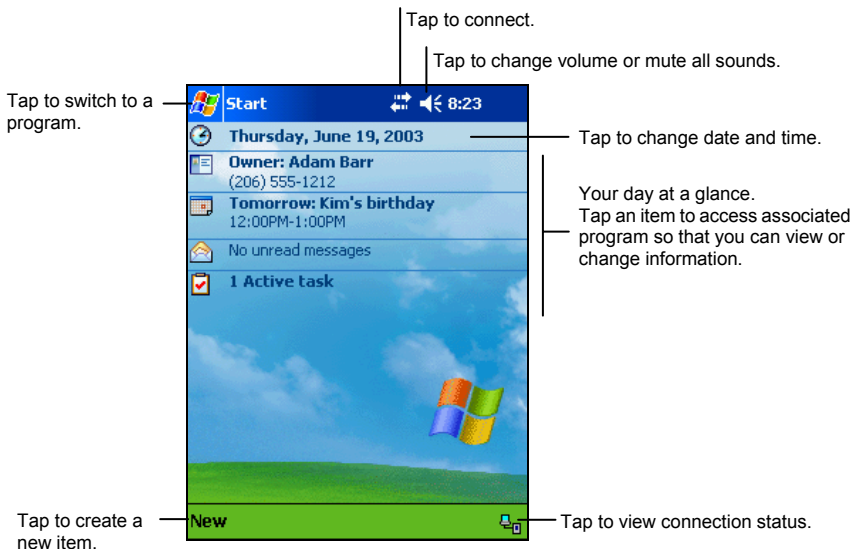 Tap to connect.
Tap to change volume or mute all sounds.
Tap to switch to a
program.
Start
8:23
Thursday, June 19, 2003
Tap to change date and time.
Owner: Adam Barr
(206) 555-1212
Tomorrow: Kim's birthday
12:00PM-1:00PM
No unread messages
1 Active task
Your day at a glance.
Tap an item to access associated
program so that you can view or
change information.
Tap to create a
new item.
New
Tap to view connection status.